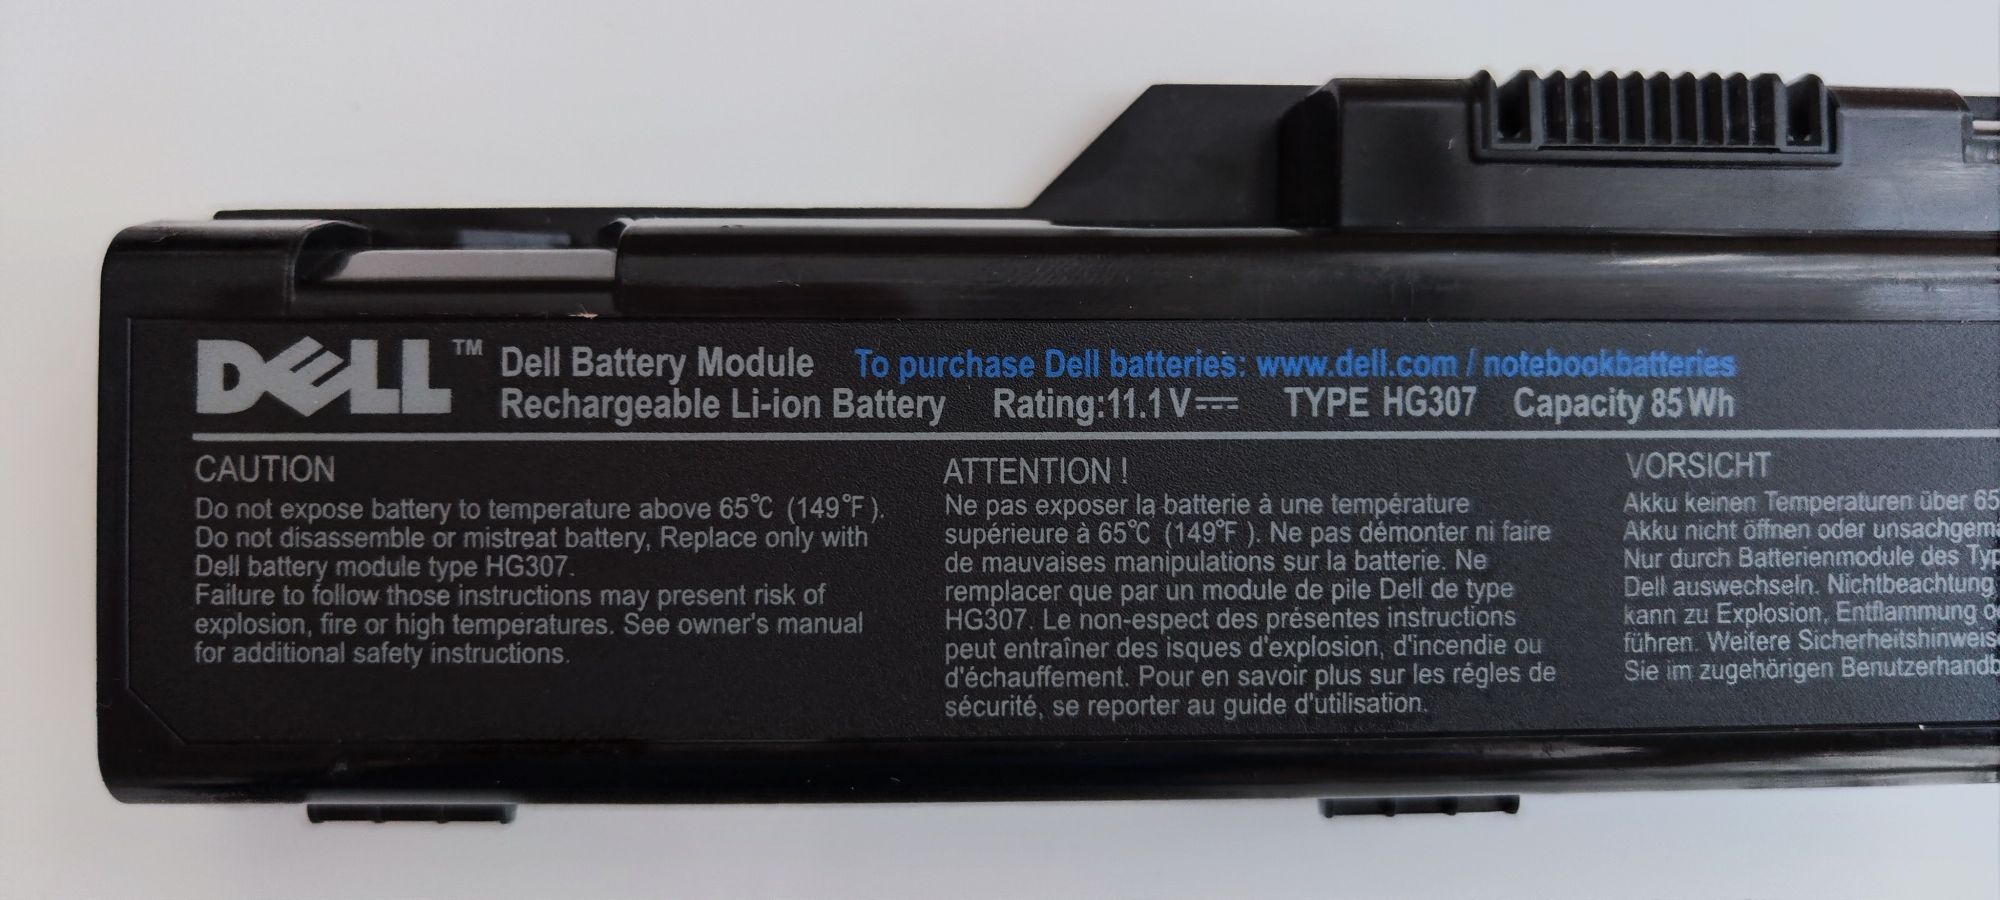 DELL™ Dell Battery Module To purchase Dell batteries: www.dell.com / notebookbatteries
Rechargeable Li-ion Battery Rating:11.1V⎓ TYPE HG307 Capacity 85Wh
CAUTION
Do not expose battery to temperature above 65℃ (149℉ ).
Do not disassemble or mistreat battery, Replace only with
Dell battery module type HG307.
Failure to follow those instructions may present risk of
explosion, fire or high temperatures. See owner's manual
for additional safety instructions.
ATTENTION !
Ne pas exposer la batterie à une température
supérieure à 65℃ (149℉ ). Ne pas démonter ni faire
de mauvaises manipulations sur la batterie. Ne
remplacer que par un module de pile Dell de type
HG307. Le non-espect des présentes instructions
peut entraîner des isques d'explosion, d'incendie ou
d'échauffement. Pour en savoir plus sur les régles de
sécurité, se reporter au guide d'utilisation.
VORSICHT
Akku keinen Temperaturen über 65
Akku nicht öffnen oder
Nur durch Batterienmodule des
Dell auswechseln. Nichtbeachtung
kann zu Explosion, Entflammung
führen. Weitere
Sie im zugehörigen